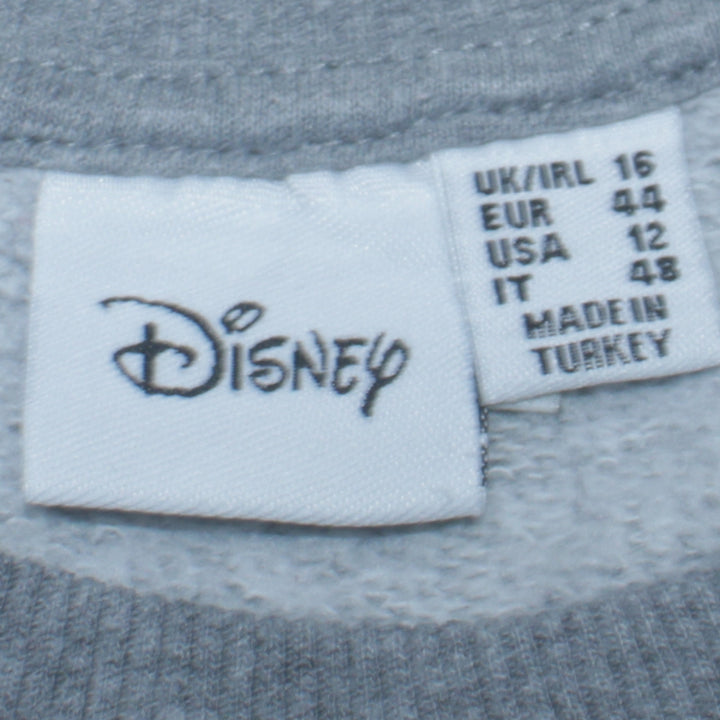 Disney
UK/IRL 16
EUR 44
USA 12
IT 48
MADE IN
TURKEY